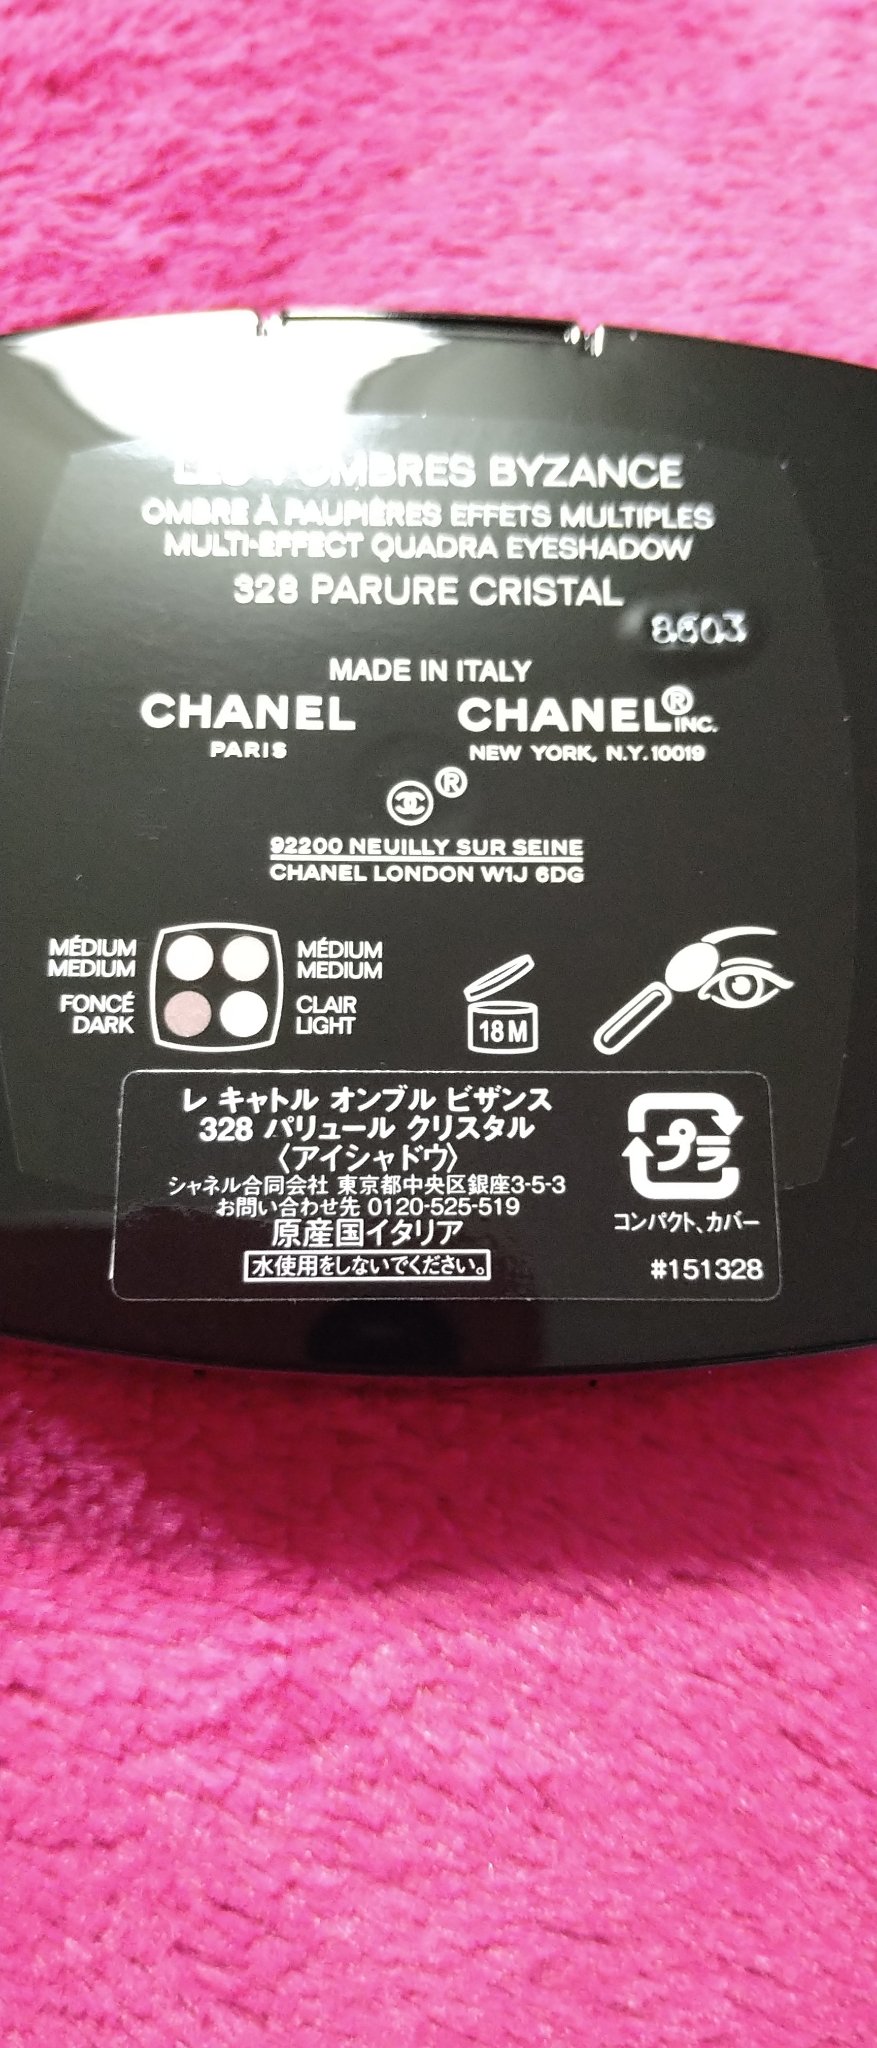 OMBRES BYZANCE
OMBRE À PAUPIÈRES EFFETS MULTIPLES
MULTI-EFFECT QUADRA EYESHADOW
328 PARURE CRISTAL
MADE IN ITALY
CHANEL
PARIS
CHANEL® INC.
NEW YORK, N.Y. 10019
®
92200 NEUILLY SUR SEINE
CHANEL LONDON W1J 6DG
MÉDIUM
MEDIUM
MÉDIUM
MEDIUM
FONCÉ
DARK
CLAIR
LIGHT
18 M
レ キャトル オンブル ビザンス
328 パリュール クリスタル
〈アイシャドウ〉
シャネル合同会社 東京都中央区銀座3-5-3
お問い合わせ先 0120-525-519
原産国イタリア
水使用をしないでください。
プラ
コンパクト、カバー
#151328